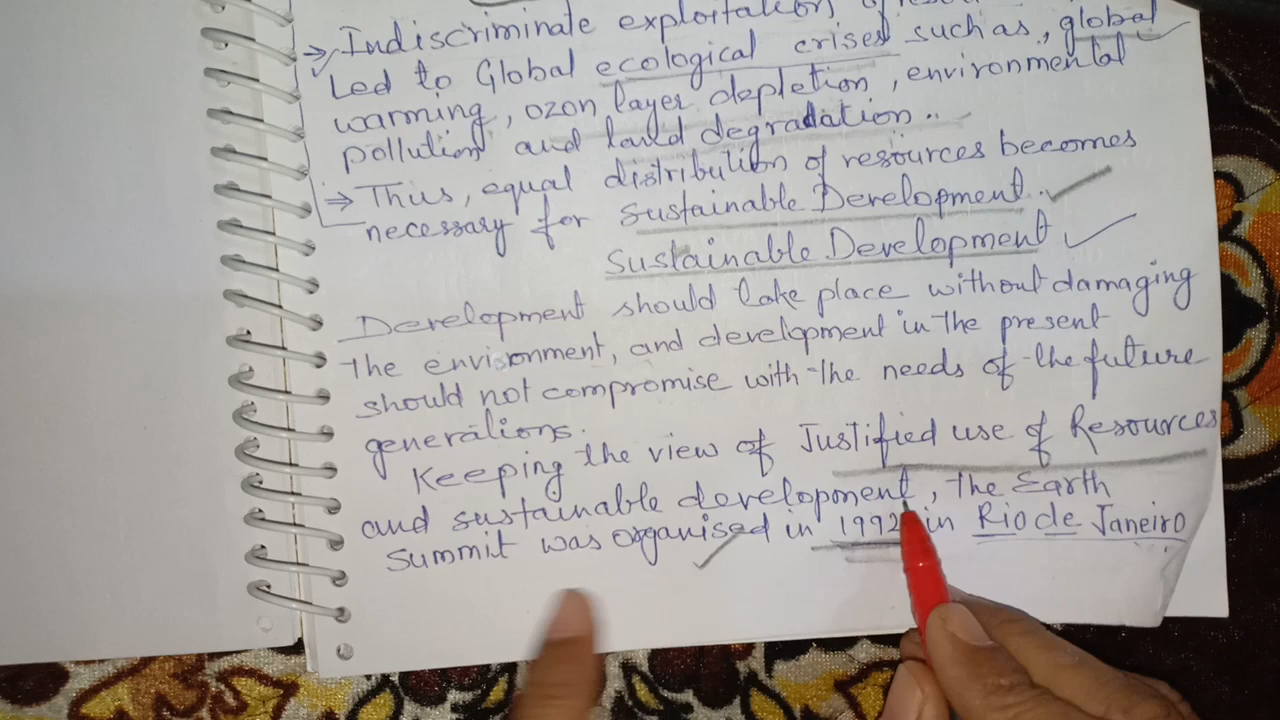 ⇒ Indiscriminate exploitation of
Led to Global ecological crises such as, global
warming, ozon layer depletion, environmental
pollution and land degradation..
⇒ Thus, equal distribution of resources becomes
necessary for Sustainable Development..
Sustainable Development
Development should take place without damaging
the environment, and development in the present
should not compromise with the needs of the future
generations.
Keeping the view of Justified use of Resources
and sustainable development, the Earth
Summit was organised in 1992 in Rio de Janeiro